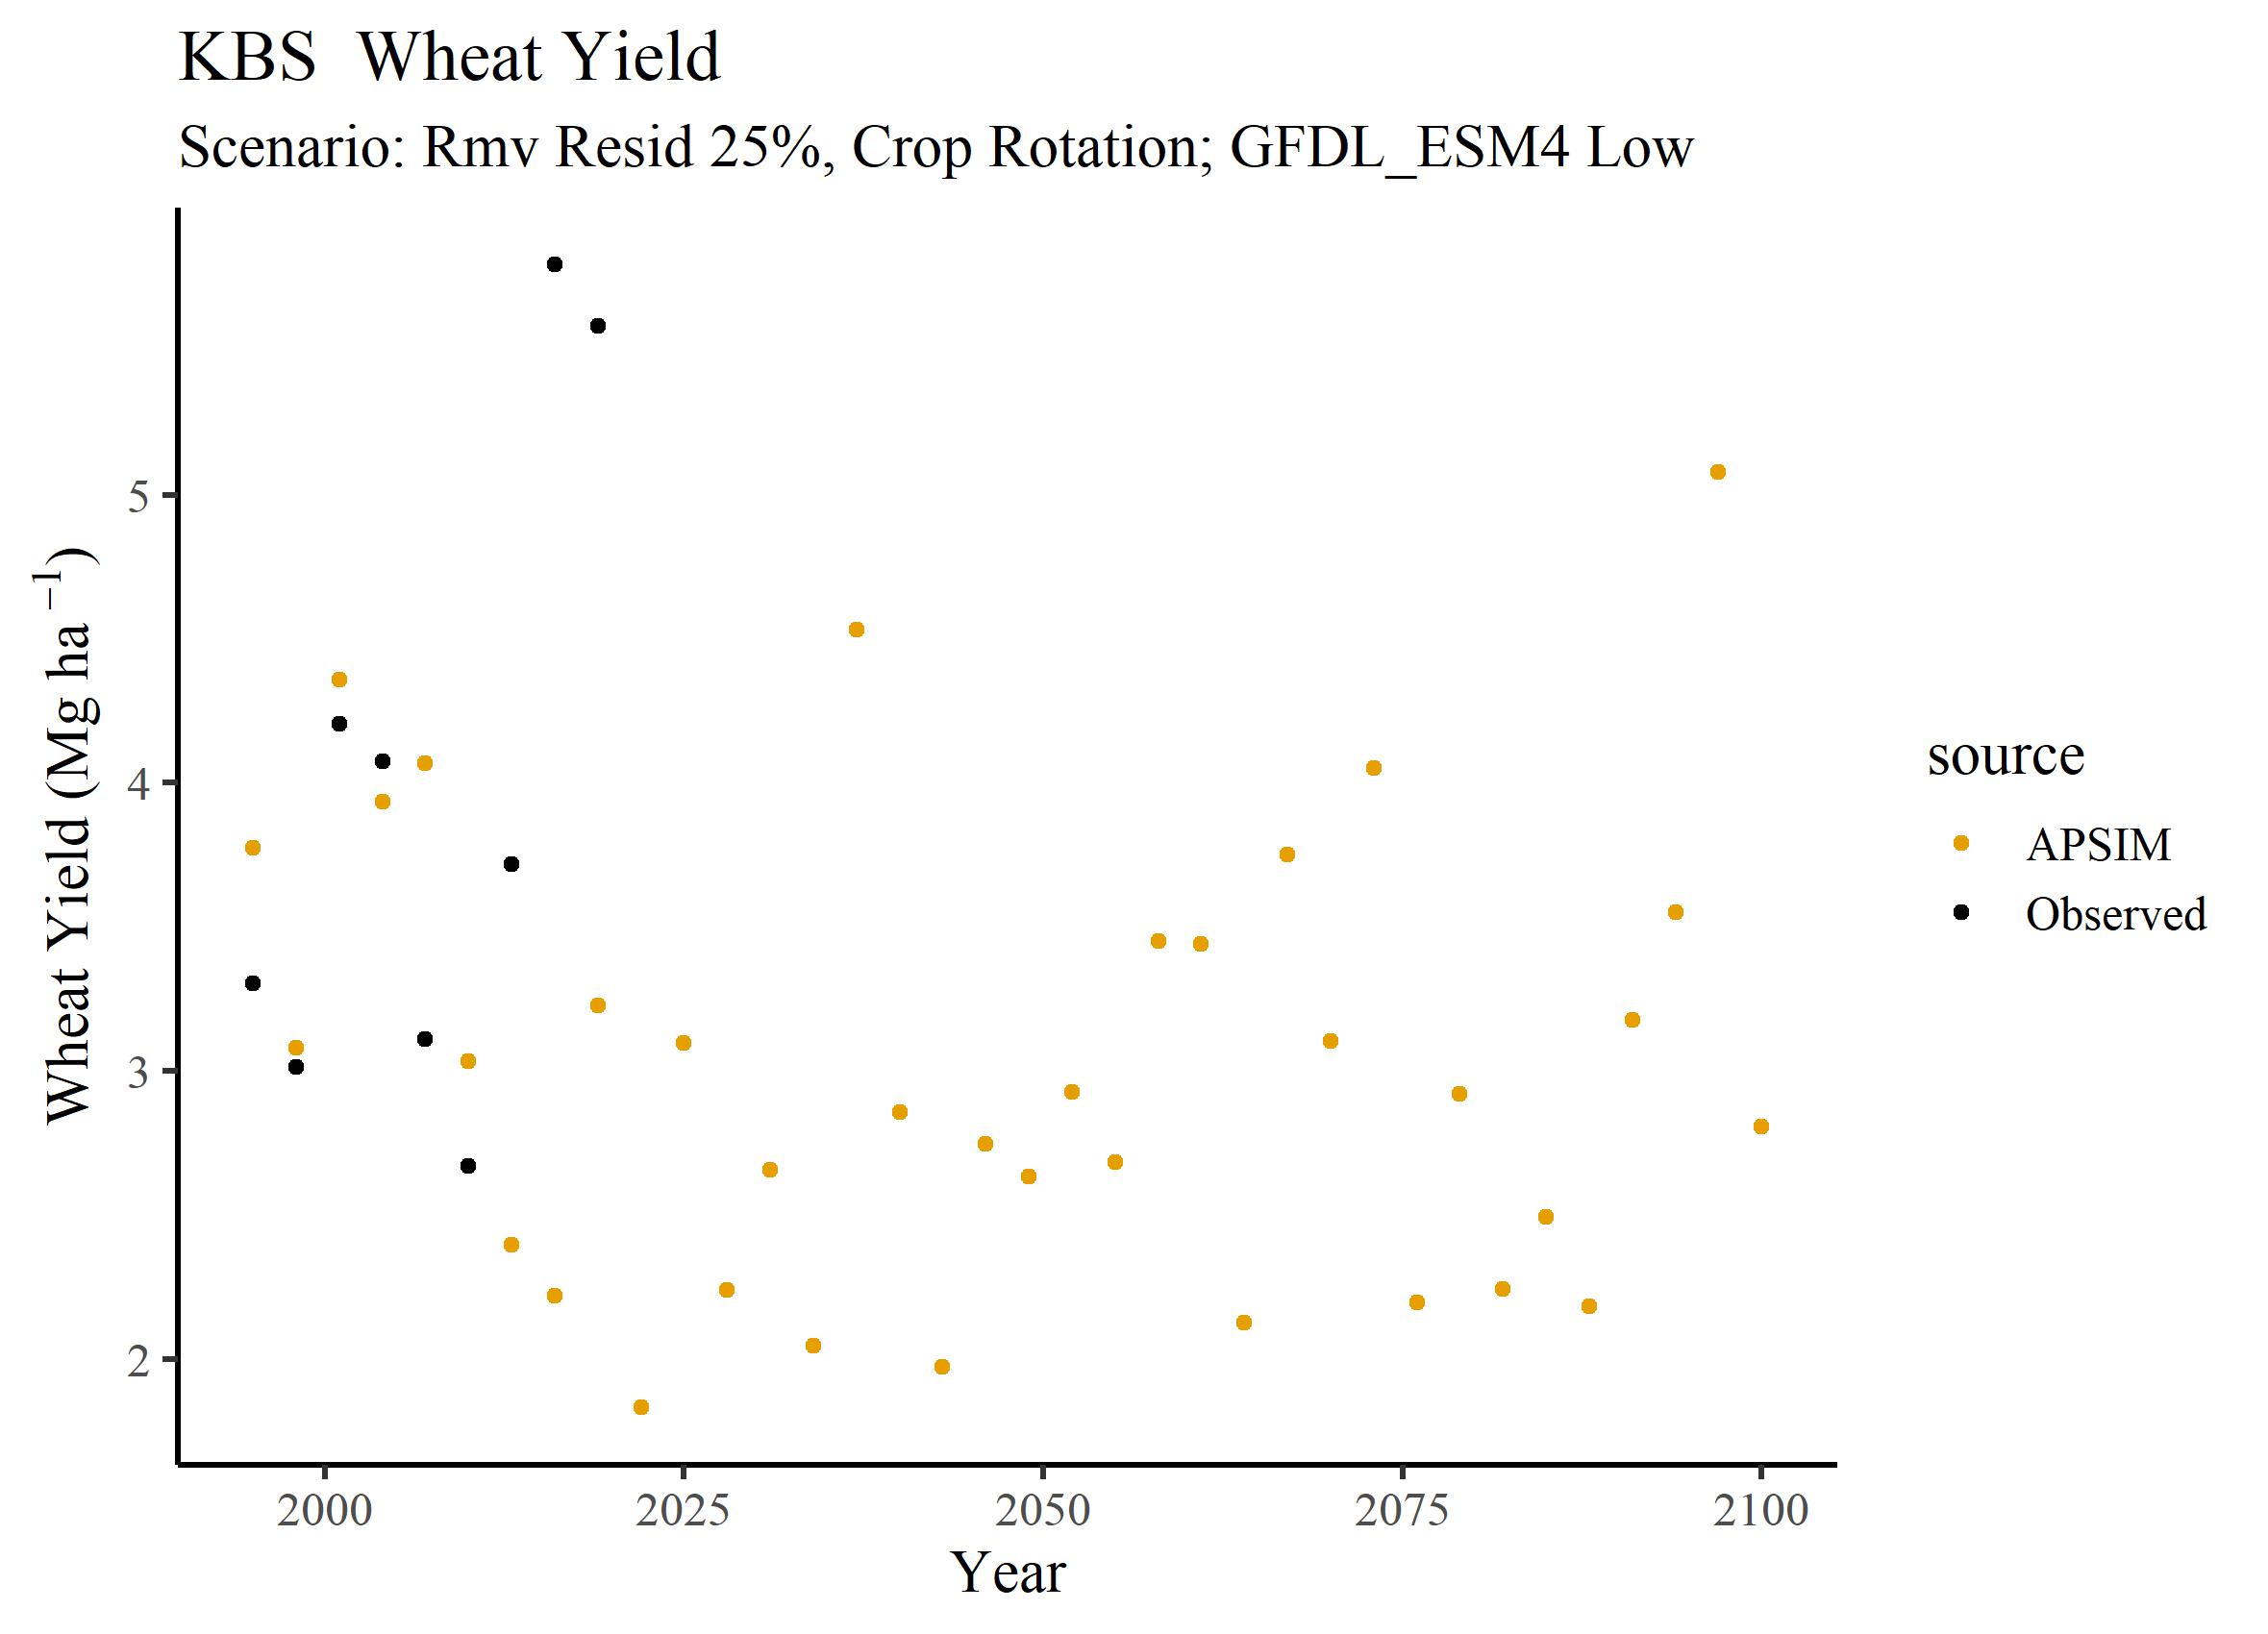 KBS  Wheat Yield
Scenario: Rmv Resid 25%, Crop Rotation; GFDL_ESM4 Low
Wheat Yield (Mg ha⁻¹)
5
4
3
2
2000 2025 2050 2075 2100
Year
source
APSIM
Observed